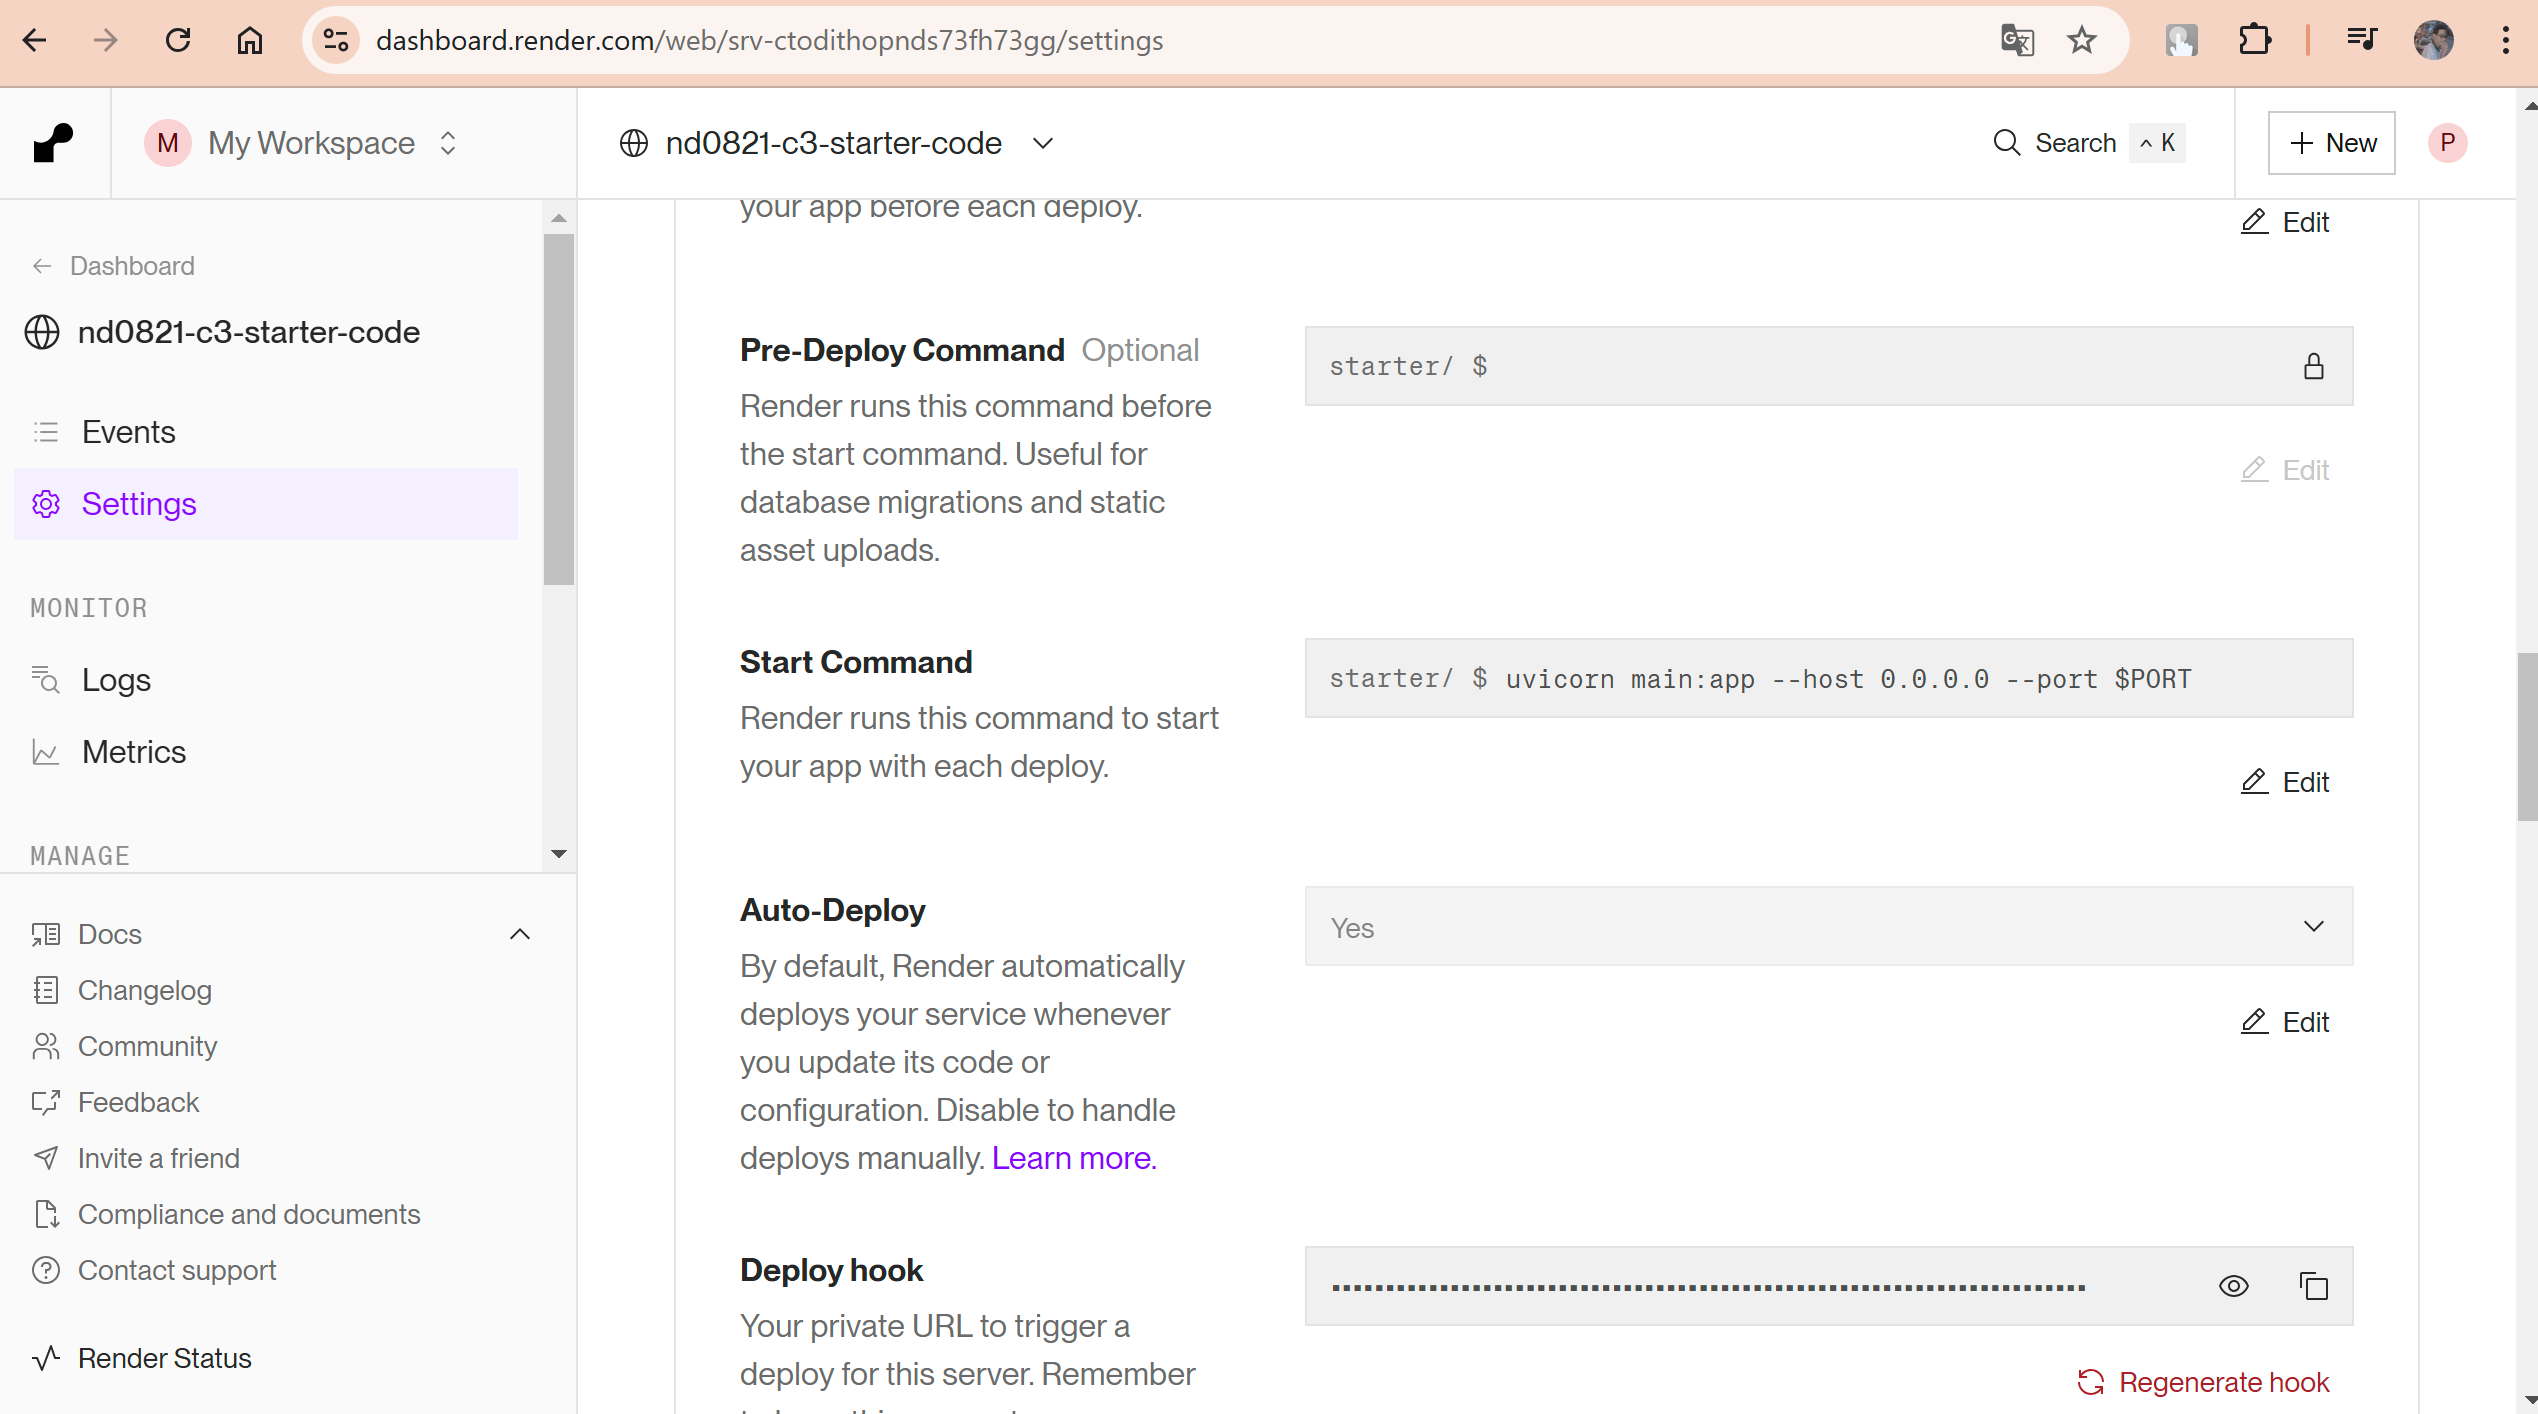 dashboard.render.com/web/srv-ctodithopnds73fh73gg/settings
M My Workspace
nd0821-c3-starter-code
Search ^ K
+ New
P
Dashboard
nd0821-c3-starter-code
Events
Settings
MONITOR
Logs
Metrics
MANAGE
Docs
Changelog
Community
Feedback
Invite a friend
Compliance and documents
Contact support
Render Status
your app before each deploy.
Edit
Pre-Deploy Command Optional
Render runs this command before
the start command. Useful for
database migrations and static
asset uploads.
starter/ $
Edit
Start Command
Render runs this command to start
your app with each deploy.
starter/ $ uvicorn main:app --host 0.0.0.0 --port $PORT
Edit
Auto-Deploy
By default, Render automatically
deploys your service whenever
you update its code or
configuration. Disable to handle
deploys manually. Learn more.
Yes
Edit
Deploy hook
Your private URL to trigger a
deploy for this server. Remember
Regenerate hook